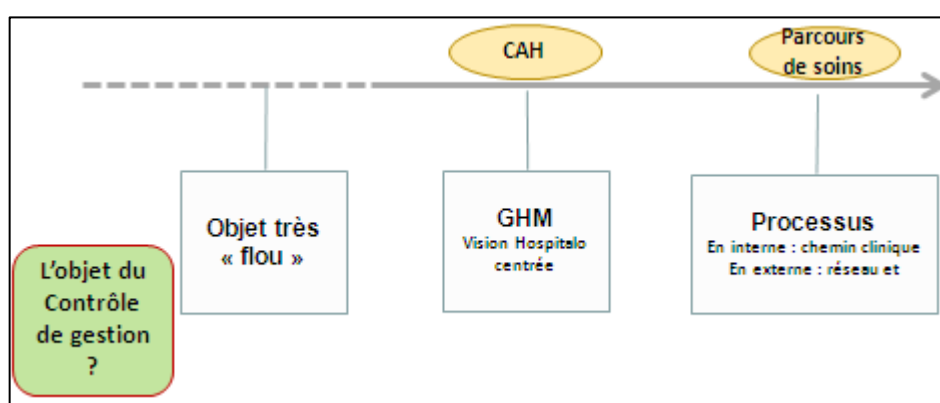 CAH
Parcours
de soins
Objet très
« flou »
GHM
Vision Hospitalo
centrée
Processus
En interne : chemin clinique
En externe : réseau et
L'objet du
Contrôle
de gestion
?